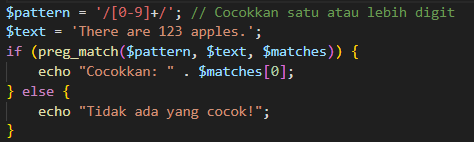 $pattern = '/[0-9]+/'; // Cocokkan satu atau lebih digit
$text = 'There are 123 apples.';
if (preg_match($pattern, $text, $matches)) {
    echo "Cocokkan: " . $matches[0];
} else {
    echo "Tidak ada yang cocok!";
}